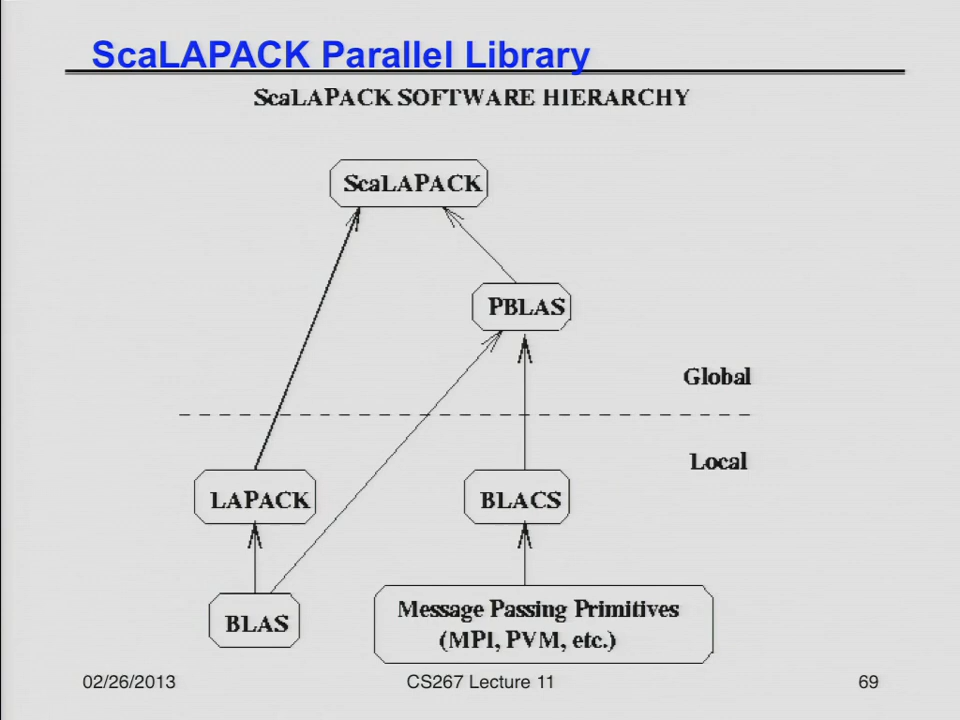 ScaLAPACK Parallel Library
ScaLAPACK SOFTWARE HIERARCHY
ScaLAPACK
PBLAS
Global
Local
LAPACK
BLACS
BLAS
Message Passing Primitives
(MPI, PVM, etc.)
02/26/2013
CS267 Lecture 11
69